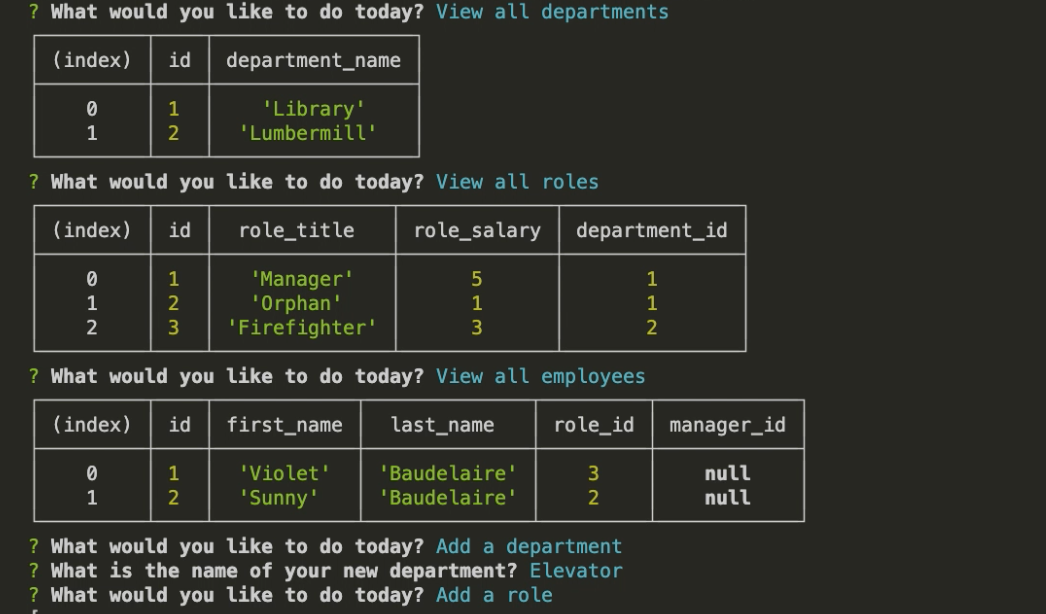 ? What would you like to do today? View all departments
(index) id department_name
0 1 'Library'
1 2 'Lumbermill'
? What would you like to do today? View all roles
(index) id role_title role_salary department_id
0 1 'Manager' 5 1
1 2 'Orphan' 1 1
2 3 'Firefighter' 3 2
? What would you like to do today? View all employees
(index) id first_name last_name role_id manager_id
0 1 'Violet' 'Baudelaire' 3 null
1 2 'Sunny' 'Baudelaire' 2 null
? What would you like to do today? Add a department
? What is the name of your new department? Elevator
? What would you like to do today? Add a role